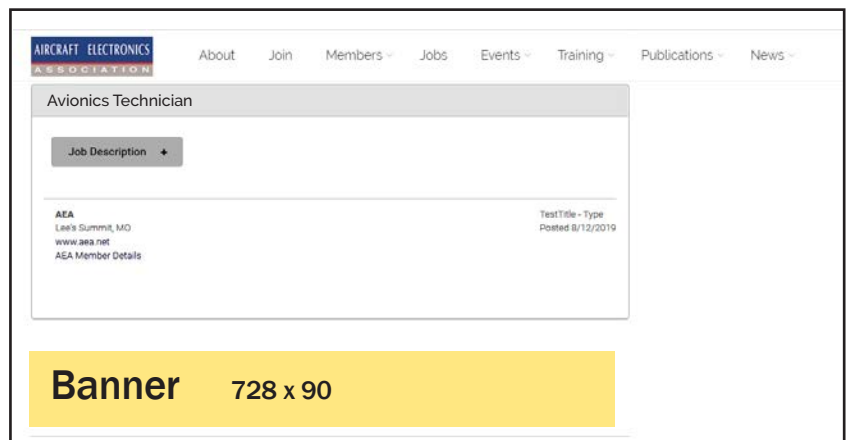 AIRCRAFT ELECTRONICS
ASSOCIATION
About Join Members Jobs Events Training Publications News
Avionics Technician
Job Description +
AEA
Lee's Summit, MO
www.aea.net
AEA Member Details
TestTitle - Type
Posted 8/12/2019
Banner 728 x 90